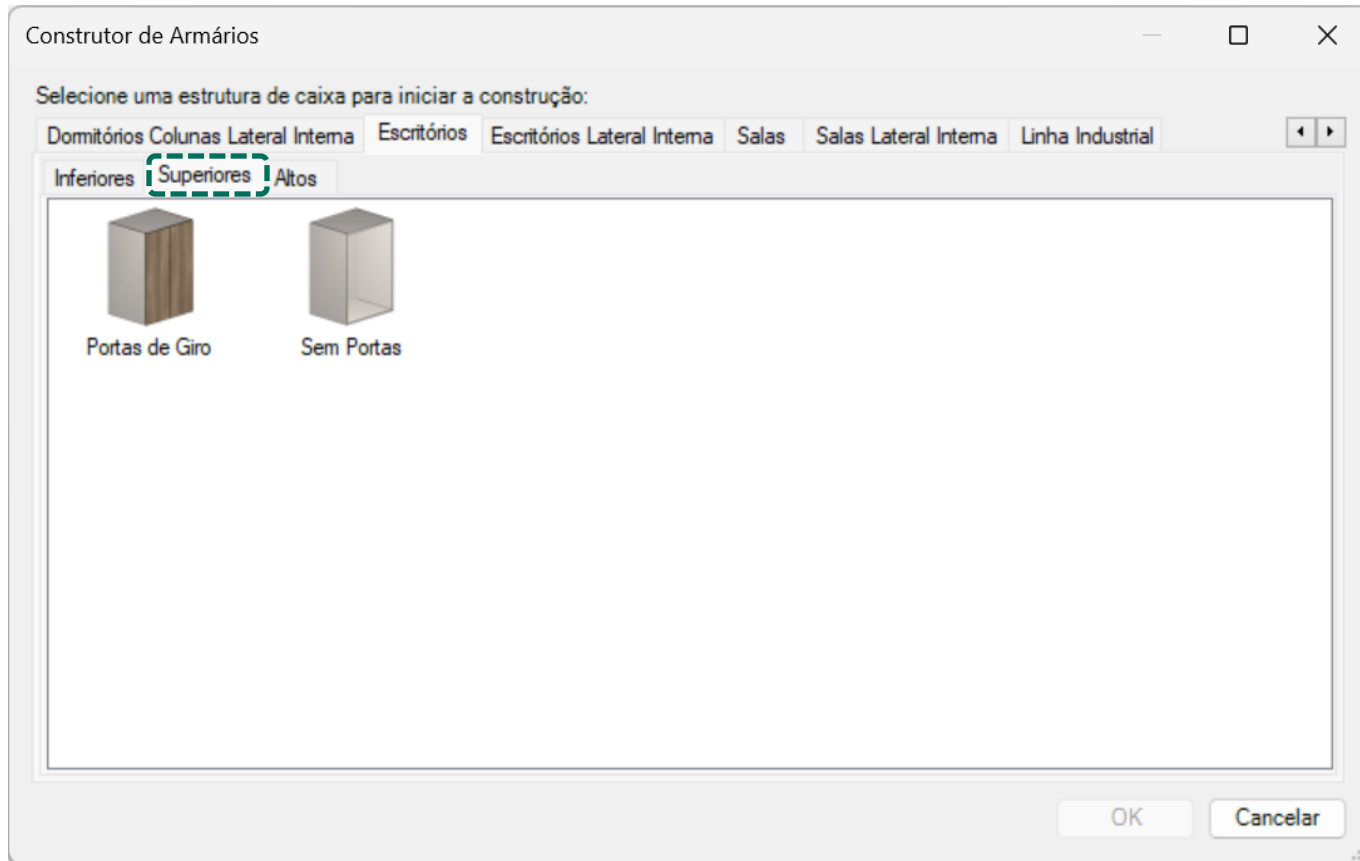 Construtor de Armários
Selecione uma estrutura de caixa para iniciar a construção:
Dormitórios Colunas Lateral Interna Escritórios Escritórios Lateral Interna Salas Salas Lateral Interna Linha Industrial
Inferiores Superiores Altos
Portas de Giro Sem Portas
OK Cancelar